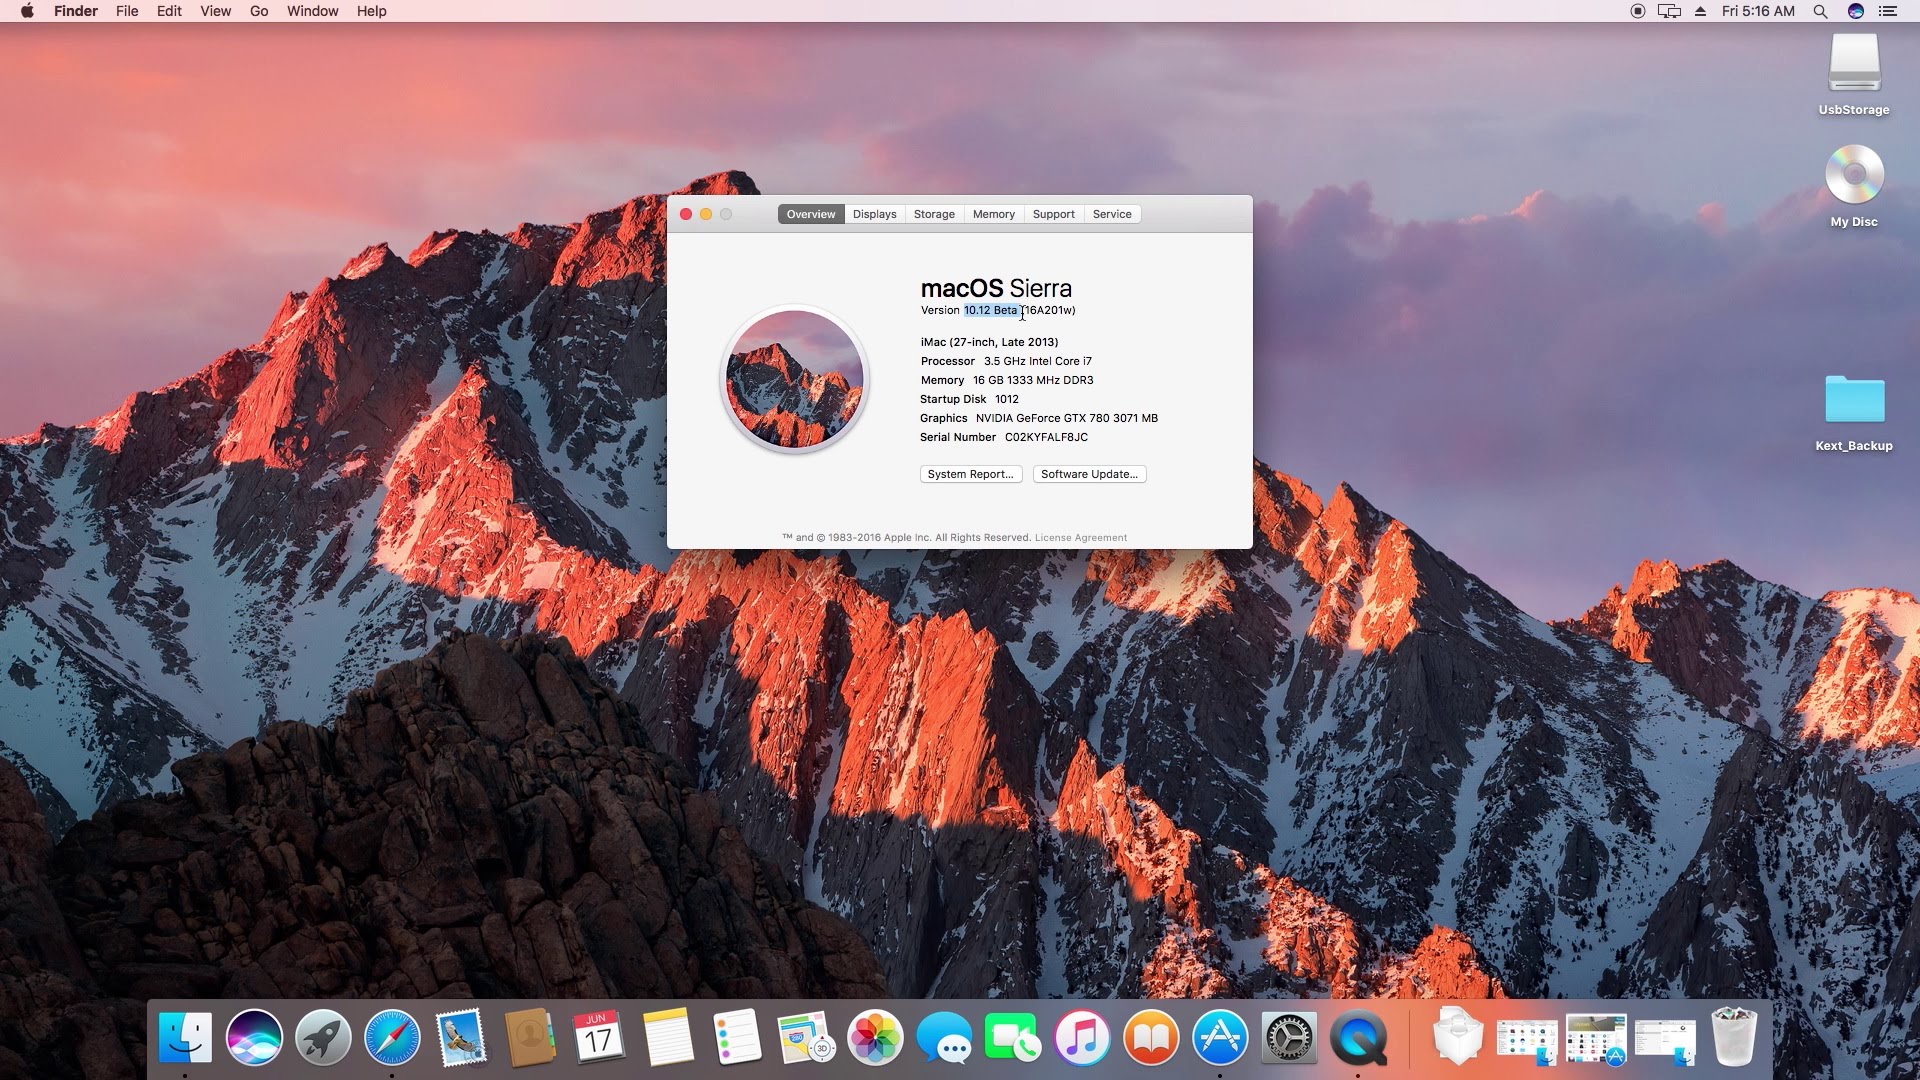 Finder File Edit View Go Window Help Fri 5:16 AM
UsbStorage
My Disc
Kext_Backup
Overview Displays Storage Memory Support Service
macOS Sierra
Version 10.12 Beta (16A201w)
iMac (27-inch, Late 2013)
Processor 3.5 GHz Intel Core i7
Memory 16 GB 1333 MHz DDR3
Startup Disk 1012
Graphics NVIDIA GeForce GTX 780 3071 MB
Serial Number C02KYFALF8JC
System Report... Software Update...
™ and © 1983-2016 Apple Inc. All Rights Reserved. License Agreement
JUN
17
280
3D